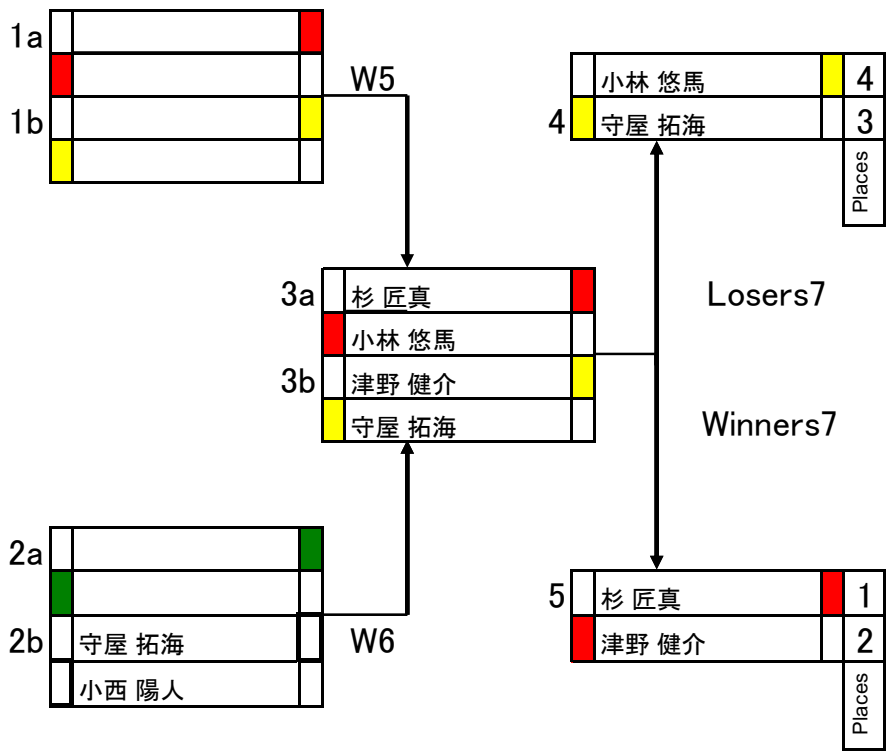 1a
1b
W5
小林 悠馬 4
4 守屋 拓海 3
Places
3a 杉 匠真
小林 悠馬
3b 津野 健介
守屋 拓海
Losers7
Winners7
2a
2b 守屋 拓海
小西 陽人
W6
5 杉 匠真 1
津野 健介 2
Places